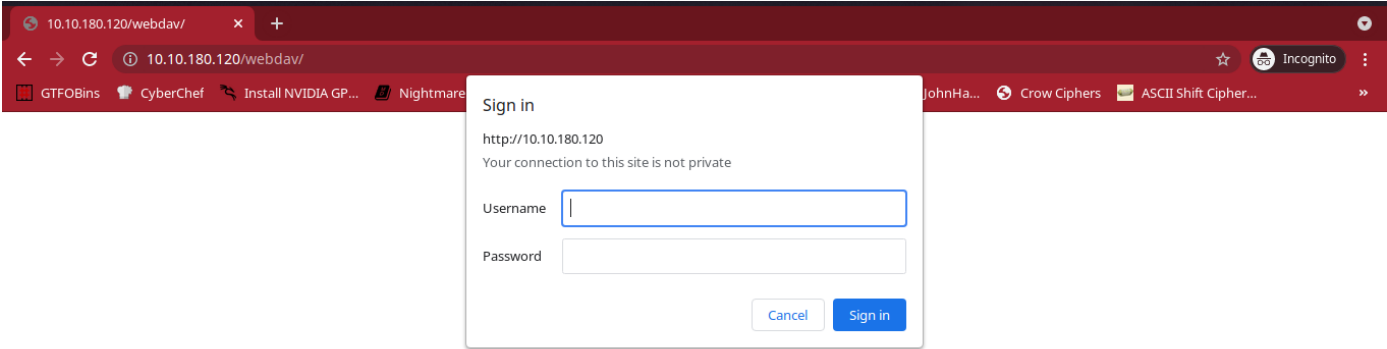 10.10.180.120/webdav/
10.10.180.120/webdav/ Incognito
GTFOBins CyberChef Install NVIDIA GP... Nightmare JohnHa... Crow Ciphers ASCII Shift Cipher... »
Sign in
http://10.10.180.120
Your connection to this site is not private
Username
Password
Cancel Sign in